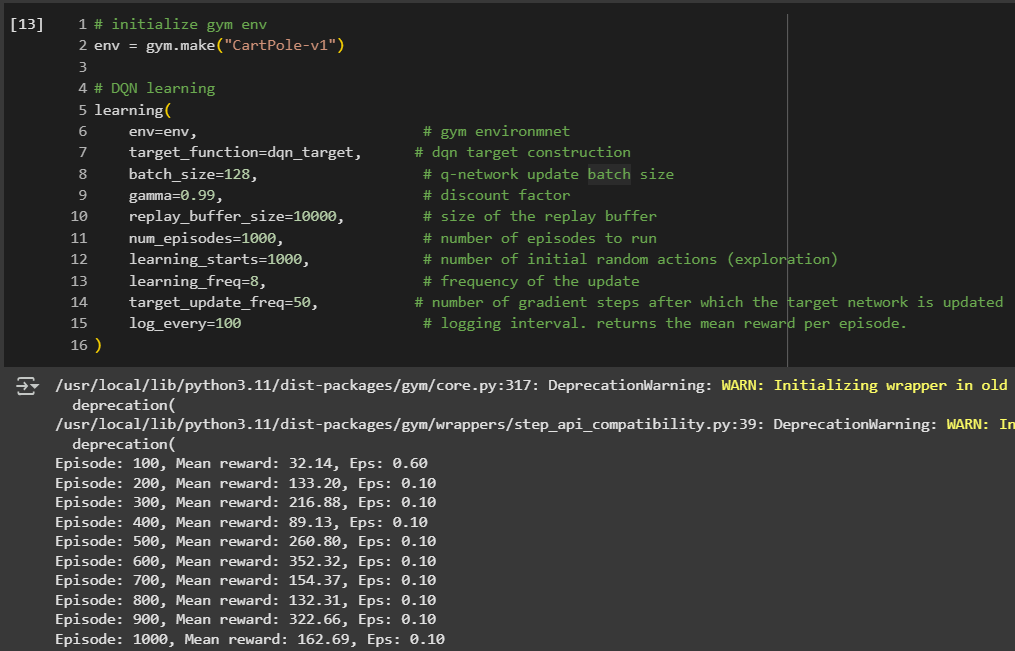 [13] 1 # initialize gym env
2 env = gym.make("CartPole-v1")
3
4 # DQN learning
5 learning(
6 env=env, # gym environmnet
7 target_function=dqn_target, # dqn target construction
8 batch_size=128, # q-network update batch size
9 gamma=0.99, # discount factor
10 replay_buffer_size=10000, # size of the replay buffer
11 num_episodes=1000, # number of episodes to run
12 learning_starts=1000, # number of initial random actions (exploration)
13 learning_freq=8, # frequency of the update
14 target_update_freq=50, # number of gradient steps after which the target network is updated
15 log_every=100 # logging interval. returns the mean reward per episode.
16 )
/usr/local/lib/python3.11/dist-packages/gym/core.py:317: DeprecationWarning: WARN: Initializing wrapper in old
deprecation(
/usr/local/lib/python3.11/dist-packages/gym/wrappers/step_api_compatibility.py:39: DeprecationWarning: WARN: In
deprecation(
Episode: 100, Mean reward: 32.14, Eps: 0.60
Episode: 200, Mean reward: 133.20, Eps: 0.10
Episode: 300, Mean reward: 216.88, Eps: 0.10
Episode: 400, Mean reward: 89.13, Eps: 0.10
Episode: 500, Mean reward: 260.80, Eps: 0.10
Episode: 600, Mean reward: 352.32, Eps: 0.10
Episode: 700, Mean reward: 154.37, Eps: 0.10
Episode: 800, Mean reward: 132.31, Eps: 0.10
Episode: 900, Mean reward: 322.66, Eps: 0.10
Episode: 1000, Mean reward: 162.69, Eps: 0.10